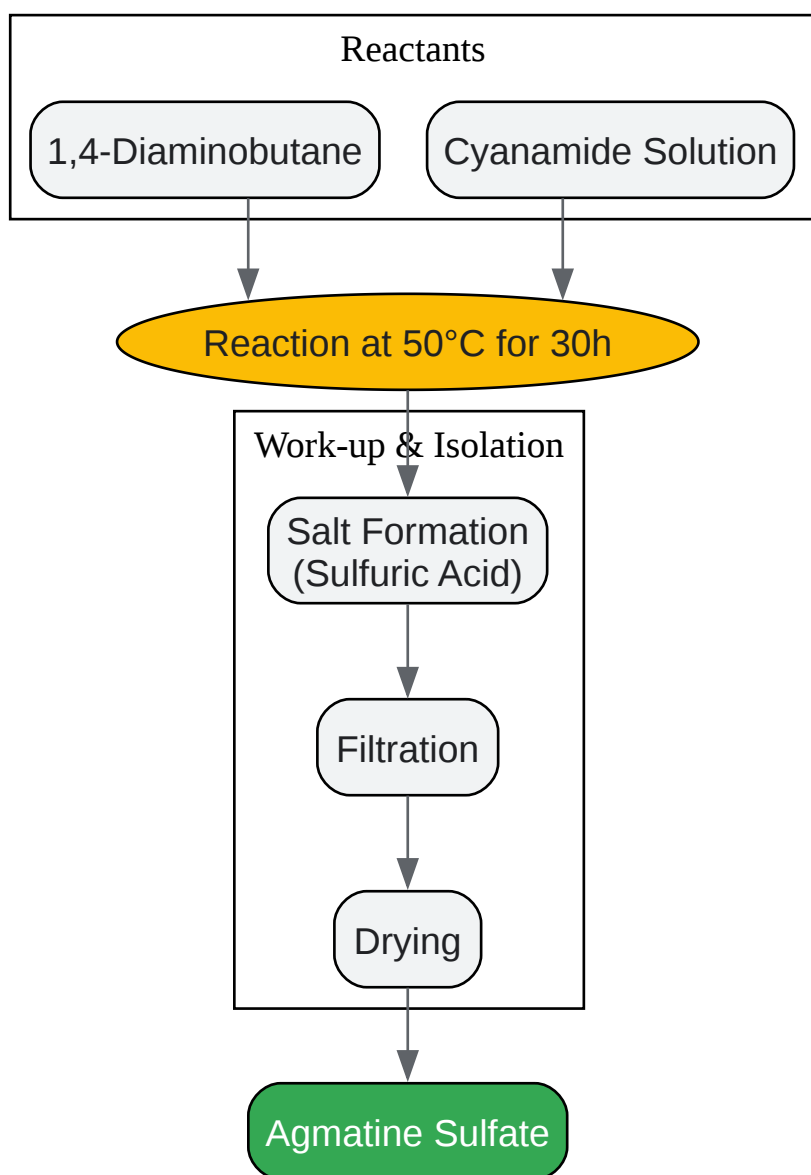 Reactants
1,4-Diaminobutane
Cyanamide Solution
Reaction at 50°C for 30h
Work-up & Isolation
Salt Formation
(Sulfuric Acid)
Filtration
Drying
Agmatine Sulfate